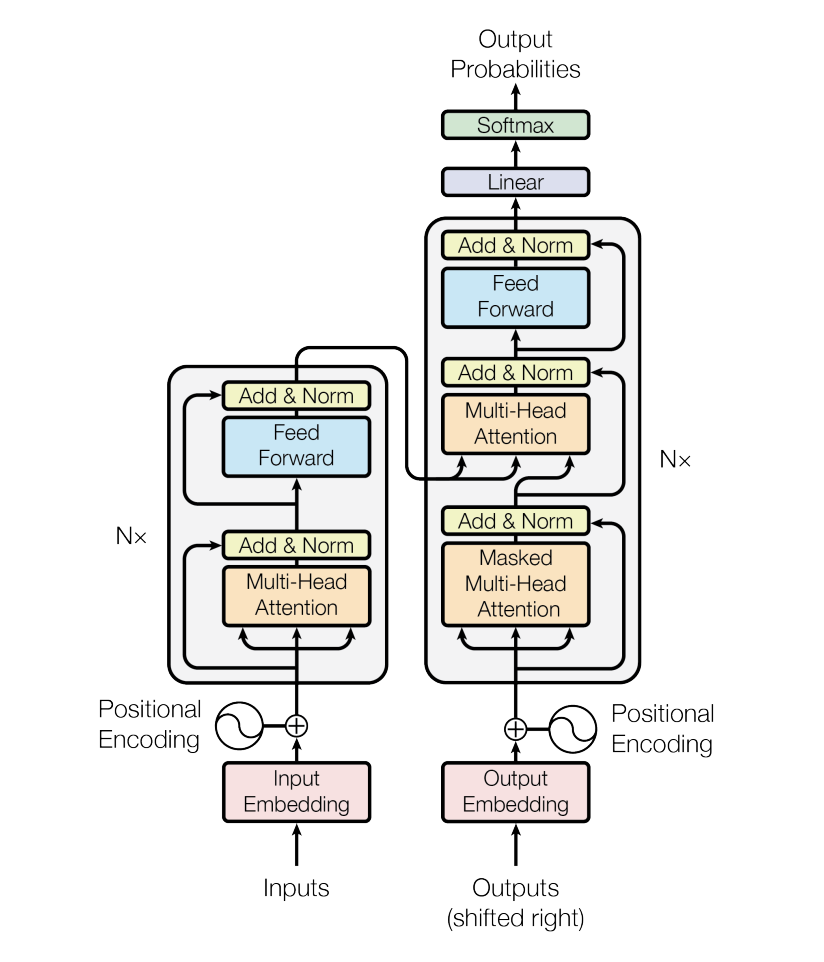 Output
Probabilities
Softmax
Linear
Add & Norm
Feed
Forward
Add & Norm
Multi-Head
Attention
Add & Norm
Masked
Multi-Head
Attention
N×
Add & Norm
Feed
Forward
Add & Norm
Multi-Head
Attention
N×
Positional
Encoding
Positional
Encoding
Input
Embedding
Output
Embedding
Inputs
Outputs
(shifted right)